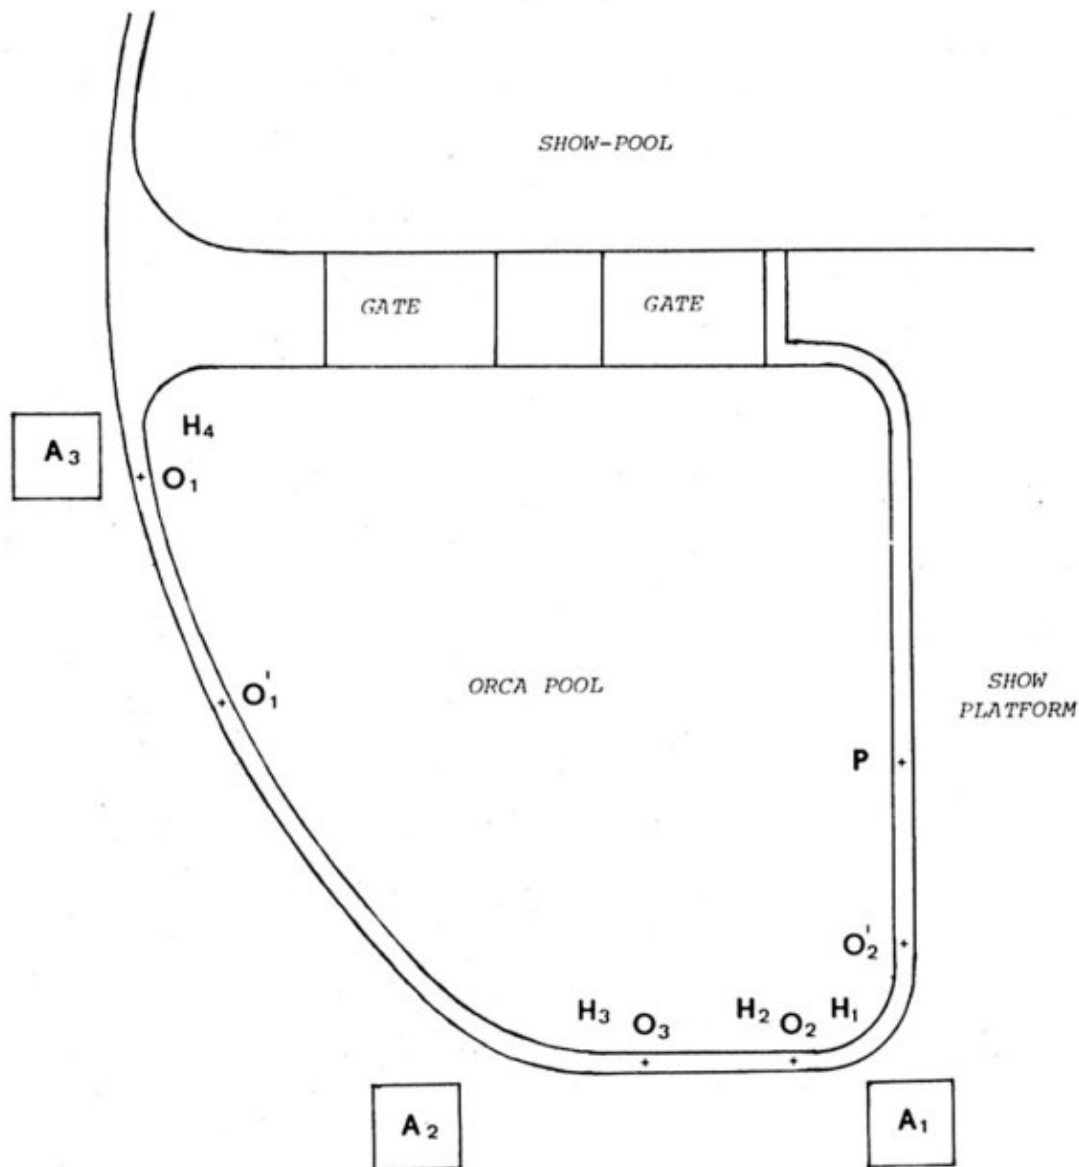 SHOW-POOL
GATE
GATE
H4
A3
O1
O'1
ORCA POOL
SHOW
PLATFORM
P
O'2
H3
O3
H2
O2
H1
A2
A1